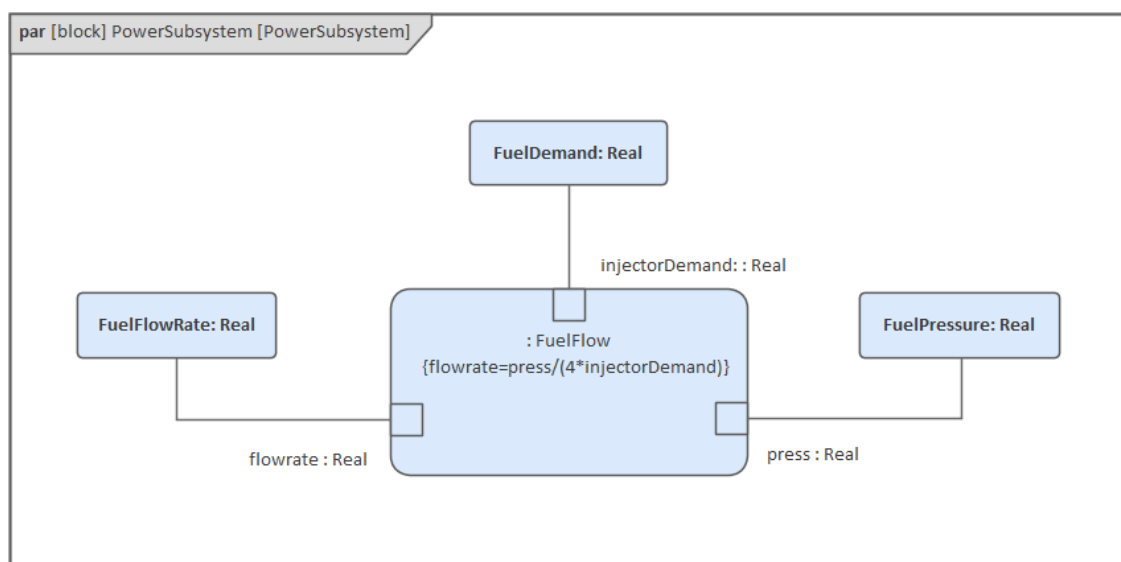 par [block] PowerSubsystem [PowerSubsystem]
FuelDemand: Real
injectorDemand: : Real
FuelFlowRate: Real
FuelPressure: Real
: FuelFlow
{flowrate=press/(4*injectorDemand)}
flowrate : Real
press : Real